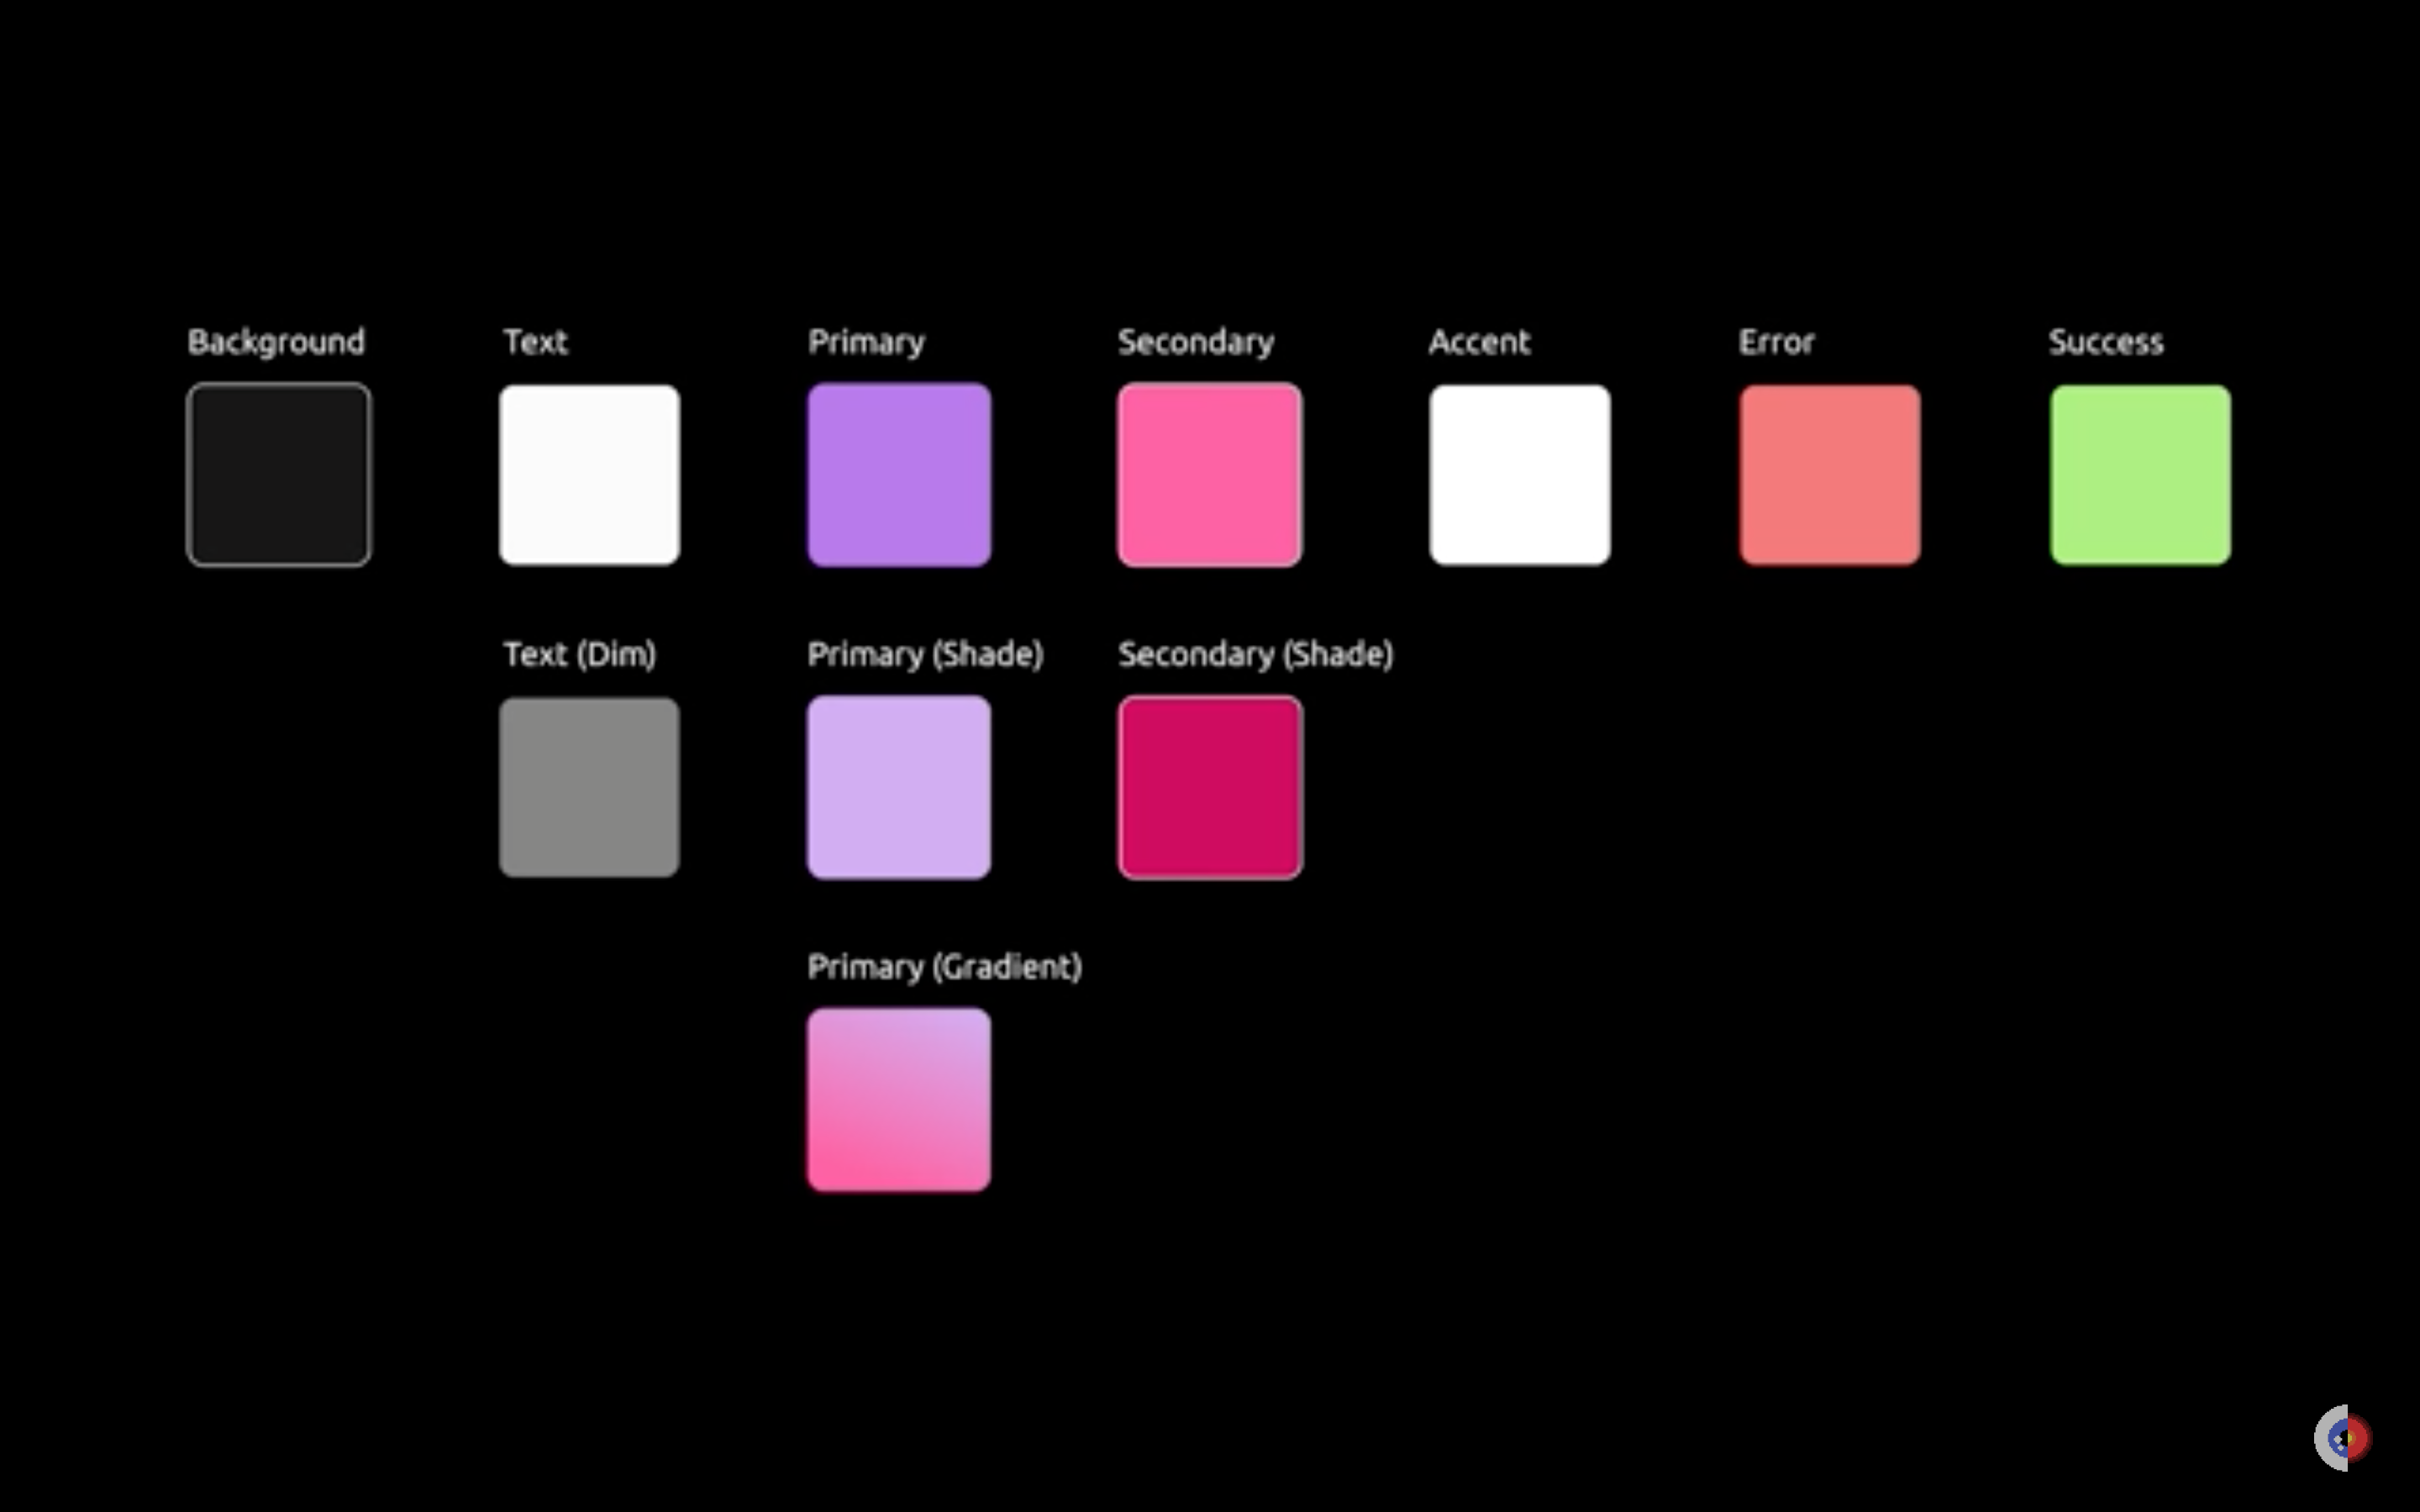 Background
Text
Primary
Secondary
Accent
Error
Success
Text (Dim)
Primary (Shade)
Secondary (Shade)
Primary (Gradient)